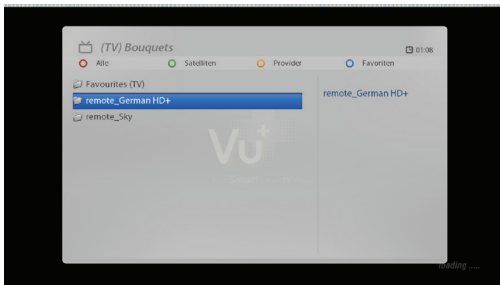 (TV) Bouquets
01:08
Alle Satelliten Provider Favoriten
Favourites (TV)
remote_German HD+
remote_German HD+
remote_Sky
Vu+
loading .....